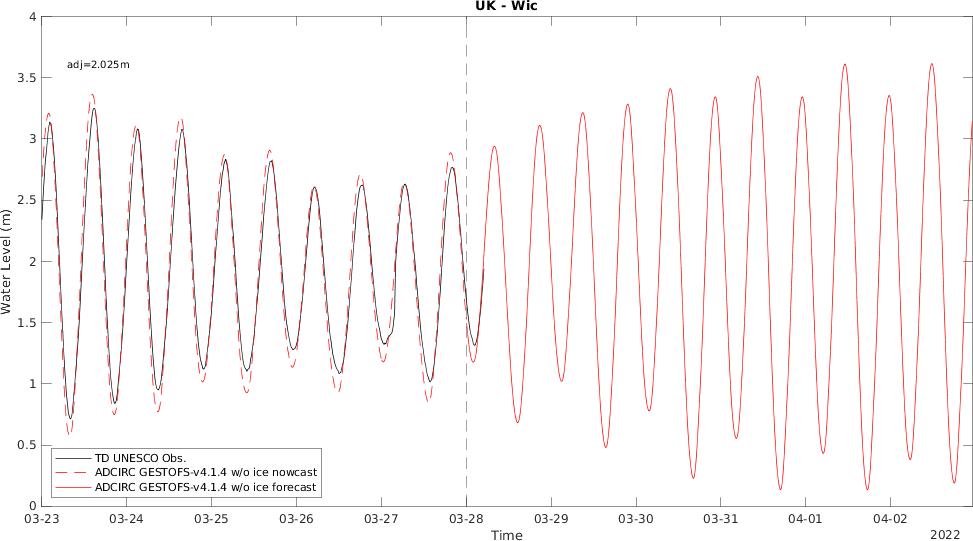 UK - Wic
adj=2.025m
4
3.5
3
2.5
2
1.5
1
0.5
0
Water Level (m)
TD UNESCO Obs.
ADCIRC GESTOFS-v4.1.4 w/o ice nowcast
ADCIRC GESTOFS-v4.1.4 w/o ice forecast
03-23 03-24 03-25 03-26 03-27 03-28 03-29 03-30 03-31 04-01 04-02
Time
2022